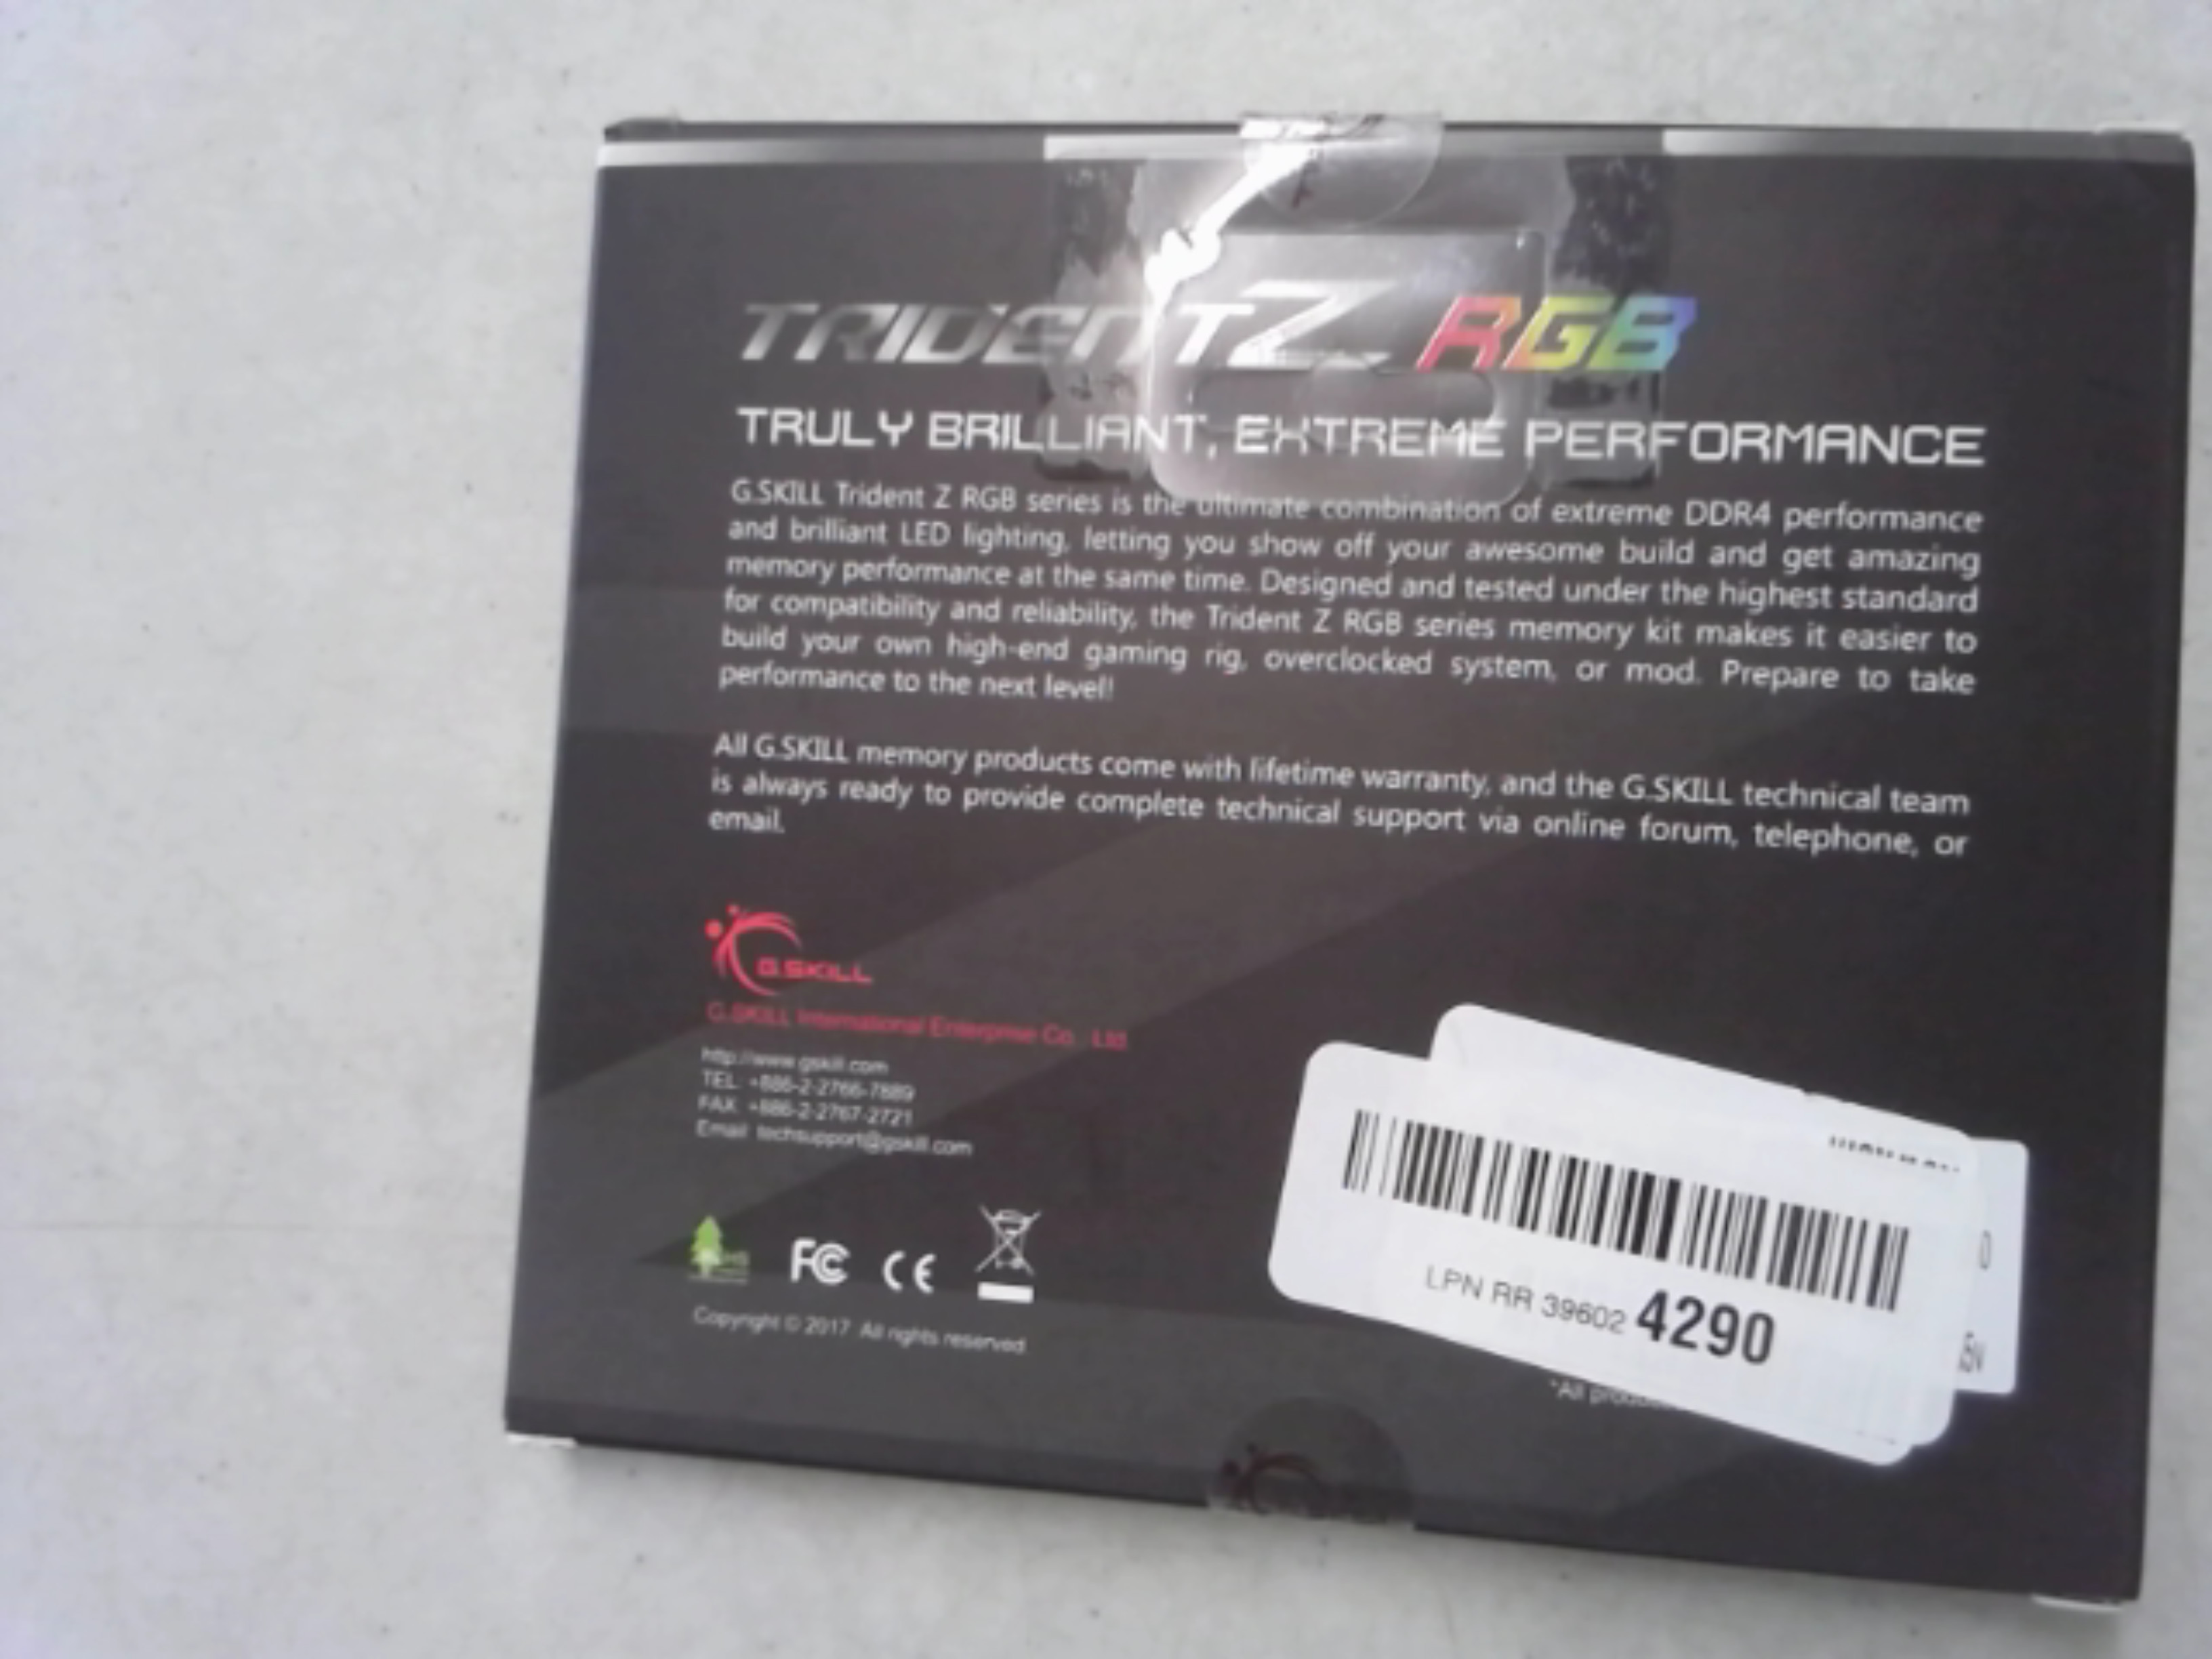 TRIDENT Z RGB
TRULY BRILLIANT, EXTREME PERFORMANCE
G.SKILL Trident Z RGB series is the ultimate combination of extreme DDR4 performance
and brilliant LED lighting, letting you show off your awesome build and get amazing
memory performance at the same time. Designed and tested under the highest standard
for compatibility and reliability, the Trident Z RGB series memory kit makes it easier to
build your own high-end gaming rig, overclocked system, or mod. Prepare to take
performance to the next level!
All G.SKILL memory products come with lifetime warranty, and the G.SKILL technical team
is always ready to provide complete technical support via online forum, telephone, or
email.
G.SKILL
G.SKILL International Enterprise Co., Ltd.
http://www.gskill.com
TEL: +886-2-2766-7889
FAX: +886-2-2767-2721
Email: techsupport@gskill.com
FC CE
Copyright © 2017 All rights reserved
LPN RR 39602 4290
0
5v
*All